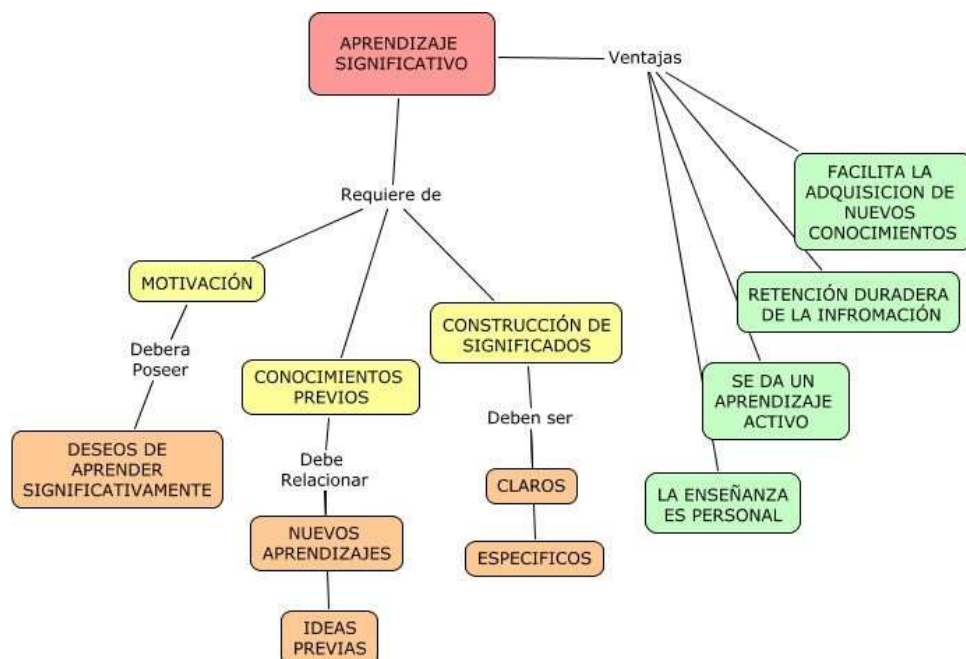 APRENDIZAJE
SIGNIFICATIVO
Ventajas
Requiere de
FACILITA LA
ADQUISICION DE
NUEVOS
CONOCIMIENTOS
MOTIVACIÓN
RETENCIÓN DURADERA
DE LA INFROMACIÓN
CONSTRUCCIÓN DE
SIGNIFICADOS
Debera
Poseer
CONOCIMIENTOS
PREVIOS
SE DA UN
APRENDIZAJE
ACTIVO
Deben ser
DESEOS DE
APRENDER
SIGNIFICATIVAMENTE
Debe
Relacionar
CLAROS
LA ENSEÑANZA
ES PERSONAL
NUEVOS
APRENDIZAJES
ESPECIFICOS
IDEAS
PREVIAS